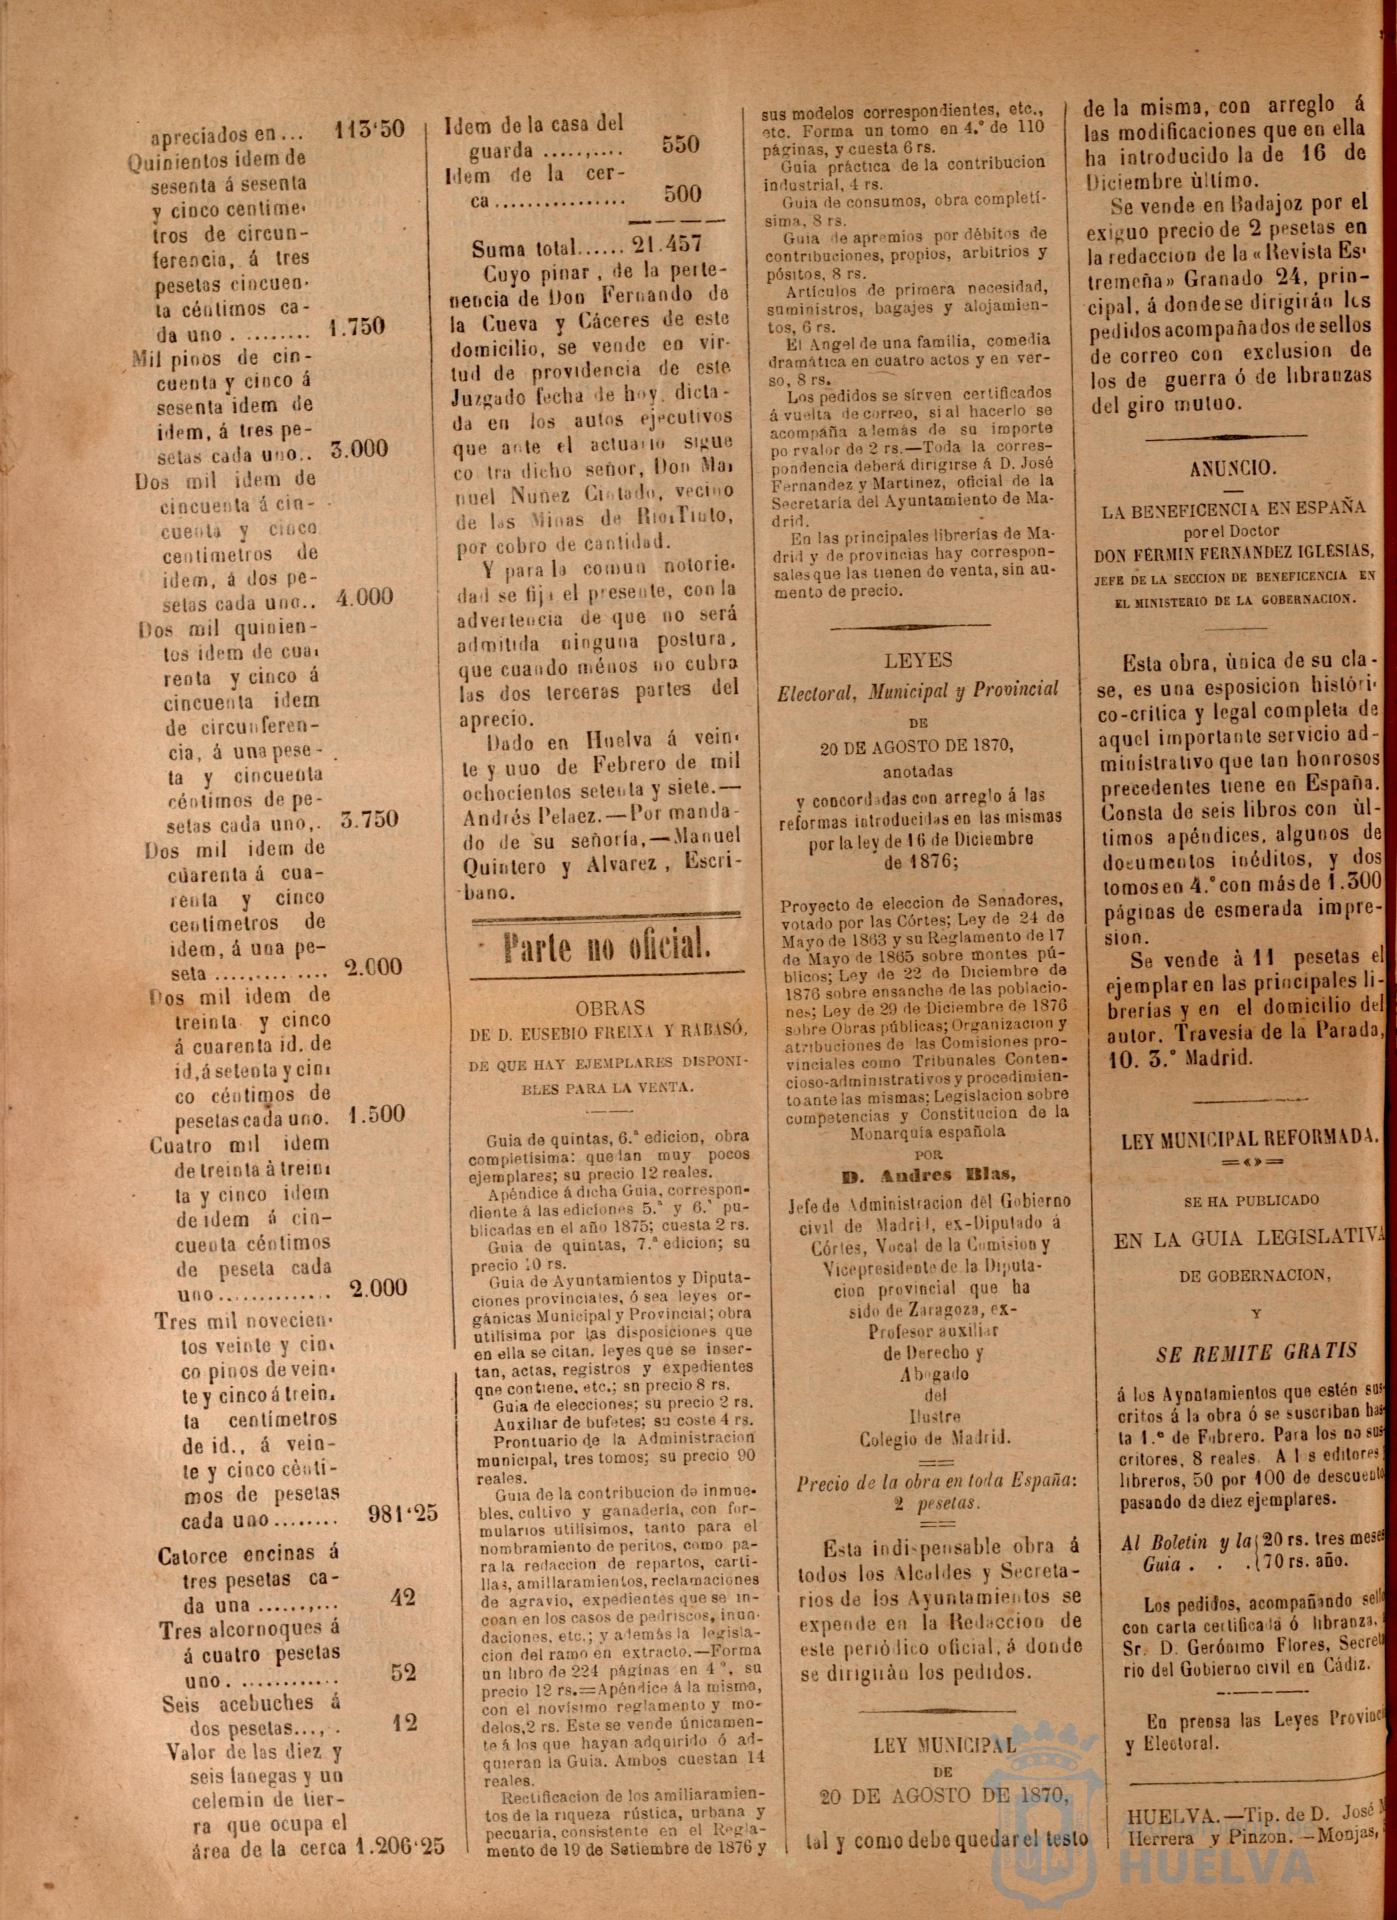 apreciados en... 113‘50
Quinientos idem de
sesenta á sesenta
y cinco centime-
tros de circun-
ferencia, á tres
pesetas cincuen-
ta céntimos ca-
da uno . ......... 1.750
Mil pinos de cin-
cuenta y cinco á
sesenta idem de
idem, á tres pe-
setas cada uno.. 3.000
Dos mil idem de
cincuenta á cin-
cuenta y cinco
centimetros de
idem, á dos pe-
setas cada uno.. 4.000
Dos mil quinien-
tos idem de cua-
renta y cinco á
cincuenta idem
de circunferen-
cia, á una pese-
ta y cincuenta
céntimos de pe-
setas cada uno,. 3.750
Dos mil idem de
cuarenta á cua-
renta y cinco
centimetros de
idem, á una pe-
seta .............. 2.000
Dos mil idem de
treinta y cinco
á cuarenta id. de
id, á setenta y cin-
co céntimos de
pesetas cada uno. 1.500
Cuatro mil idem
de treinta à trein-
ta y cinco idem
de idem á cin-
cuenta céntimos
de peseta cada
uno............. 2.000
Tres mil novecien-
tos veinte y cin-
co pinos de vein-
te y cinco á trein-
ta centímetros
de id., á vein-
te y cinco cénti-
mos de pesetas
cada uno........ 981‘25
Catorce encinas á
tres pesetas ca-
da una ......,... 42
Tres alcornoques á
á cuatro pesetas
uno. ............ 52
Seis acebuches á
dos pesetas...,. 12
Valor de las diez y
seis fanegas y un
celemin de tier-
ra que ocupa el
área de la cerca 1.206‘25
Idem de la casa del
guarda .....,.... 550
Idem de la cer-
ca................ 500
Suma total...... 21.457
Cuyo pinar, de la perte-
nencia de Don Fernando de
la Cueva y Cáceres de este
domicilio, se vende en vir-
tud de providencia de este
Juzgado fecha de hoy, dicta-
da en los autos ejecutivos
que ante el actuario sigue
co tra dicho señor, Don Ma-
nuel Nuñez Cintado, vecino
de las Minas de Rio-Tinto,
por cobro de cantidad.
Y para la comun notorie-
dad se fija el presente, con la
advertencia de que no será
admitida ninguna postura,
que cuando ménos no cubra
las dos terceras partes del
aprecio.
Dado en Huelva á vein-
te y uno de Febrero de mil
ochocientos setenta y siete.—
Andrés Pelaez.—Por manda-
do de su señoría,—Manuel
Quintero y Alvarez, Escri-
bano.
Parte no oficial.
OBRAS
DE D. EUSEBIO FREIXA Y RABASÓ,
DE QUE HAY EJEMPLARES DISPONI-
BLES PARA LA VENTA.
Guia de quintas, 6.ª edicion, obra
completísima: quedan muy pocos
ejemplares; su precio 12 reales.
Apéndice á dicha Guia, correspon-
diente á las ediciones 5.ª y 6.ª pu-
blicadas en el año 1875; cuesta 2 rs.
Guia de quintas, 7.ª edicion; su
precio 10 rs.
Guia de Ayuntamientos y Diputa-
ciones provinciales, ó sea leyes or-
gánicas Municipal y Provincial; obra
utilísima por las disposiciones que
en ella se citan, leyes que se inser-
tan, actas, registros y expedientes
que contiene, etc.; su precio 8 rs.
Guia de elecciones; su precio 2 rs.
Auxiliar de bufetes; su coste 4 rs.
Prontuario de la Administracion
municipal, tres tomos; su precio 90
reales.
Guia de la contribucion de inmue-
bles, cultivo y ganadería, con for-
mularios utilísimos, tanto para el
nombramiento de peritos, como pa-
ra la redaccion de repartos, carti-
llas, amillaramientos, reclamaciones
de agravio, expedientes que se in-
coan en los casos de pedriscos, inun-
daciones, etc.; y además la legisla-
cion del ramo en extracto.—Forma
un libro de 224 páginas en 4º, su
precio 12 rs.=Apéndice á la misma,
con el novísimo reglamento y mo-
delos, 2 rs. Este se vende únicamen-
te á los que hayan adquirido ó ad-
quieran la Guia. Ambos cuestan 14
reales.
Rectificacion de los amillaramien-
tos de la riqueza rústica, urbana y
pecuaria, consistente en el Regla-
mento de 19 de Setiembre de 1876 y
sus modelos correspondientes, etc.,
etc. Forma un tomo en 4.º de 110
páginas, y cuesta 6 rs.
Guia práctica de la contribucion
industrial, 4 rs.
Guia de consumos, obra completí-
sima, 8 rs.
Guia de apremios por débitos de
contribuciones, propios, arbitrios y
pósitos, 8 rs.
Artículos de primera necesidad,
suministros, bagajes y alojamien-
tos, 6 rs.
El Angel de una familia, comedia
dramática en cuatro actos y en ver-
so, 8 rs.
Los pedidos se sirven certificados
á vuelta de correo, si al hacerlo se
acompaña además de su importe
po rvalor de 2 rs.—Toda la corres-
pondencia deberá dirigirse á D. José
Fernandez y Martinez, oficial de la
Secretaría del Ayuntamiento de Ma-
drid.
En las principales librerías de Ma-
drid y de provincias hay correspon-
sales que las tienen de venta, sin au-
mento de precio.
LEYES
Electoral, Municipal y Provincial
DE
20 DE AGOSTO DE 1870,
anotadas
y concordadas con arreglo á las
reformas introducidas en las mismas
por la ley de 16 de Diciembre
de 1876;
Proyecto de eleccion de Senadores,
votado por las Córtes; Ley de 24 de
Mayo de 1863 y su Reglamento de 17
de Mayo de 1865 sobre montes pú-
blicos; Ley de 22 de Diciembre de
1876 sobre ensanche de las poblacio-
nes; Ley de 29 de Diciembre de 1876
sobre Obras públicas; Organizacion y
atribuciones de las Comisiones pro-
vinciales como Tribunales Conten-
cioso-administrativos y procedimien-
to ante las mismas; Legislacion sobre
competencias y Constitucion de la
Monarquía española
POR
D. Andres Blas,
Jefe de Administracion del Gobierno
civil de Madrid, ex-Diputado á
Córtes, Vocal de la Comision y
Vicepresidente de la Diputa-
cion provincial que ha
sido de Zaragoza, ex-
Profesor auxiliar
de Derecho y
Abogado
del
Ilustre
Colegio de Madrid.
Precio de la obra en toda España:
2 pesetas.
Esta indispensable obra á
todos los Alcaldes y Secreta-
rios de los Ayuntamientos se
expende en la Redaccion de
este periódico oficial, á donde
se dirigirán los pedidos.
LEY MUNICIPAL
DE
20 DE AGOSTO DE 1870,
tal y como debe quedar el testo
de la misma, con arreglo á
las modificaciones que en ella
ha introducido la de 16 de
Diciembre ùltimo.
Se vende en Badajoz por el
exiguo precio de 2 pesetas en
la redaccion de la «Revista Es-
tremeña» Granado 24, prin-
cipal, á donde se dirigirán los
pedidos acompañados de sellos
de correo con exclusion de
los de guerra ó de libranzas
del giro mutuo.
ANUNCIO.
LA BENEFICENCIA EN ESPAÑA
por el Doctor
DON FERMIN FERNANDEZ IGLESIAS,
JEFE DE LA SECCION DE BENEFICENCIA EN
EL MINISTERIO DE LA GOBERNACION.
Esta obra, ùnica de su cla-
se, es una esposicion históri-
co-critica y legal completa de
aquel importante servicio ad-
ministrativo que tan honrosos
precedentes tiene en España.
Consta de seis libros con ùl-
timos apéndices, algunos de
documentos inéditos, y dos
tomos en 4.º con más de 1.300
páginas de esmerada impre-
sion.
Se vende à 11 pesetas el
ejemplar en las principales li-
brerías y en el domicilio del
autor. Travesía de la Parada,
10. 3.º Madrid.
LEY MUNICIPAL REFORMADA.
=«»=
SE HA PUBLICADO
EN LA GUIA LEGISLATIVA
DE GOBERNACION,
Y
SE REMITE GRATIS
á los Ayuntamientos que estén sus-
critos á la obra ó se suscriban has-
ta 1.º de Febrero. Para los no sus
critores, 8 reales. A l s editores
libreros, 50 por 100 de descuento
pasando de diez ejemplares.
Al Boletin y la (20 rs. tres meses
Guia . . . (70 rs. año.
Los pedidos, acompañando sello
con carta certificada ó libranza,
Sr. D. Gerónimo Flores, Secreta
rio del Gobierno civil en Cádiz.
En prensa las Leyes Provinci
y Electoral.
HUELVA.—Tip. de D. José M
Herrera y Pinzon.—Monjas,
HUELVA